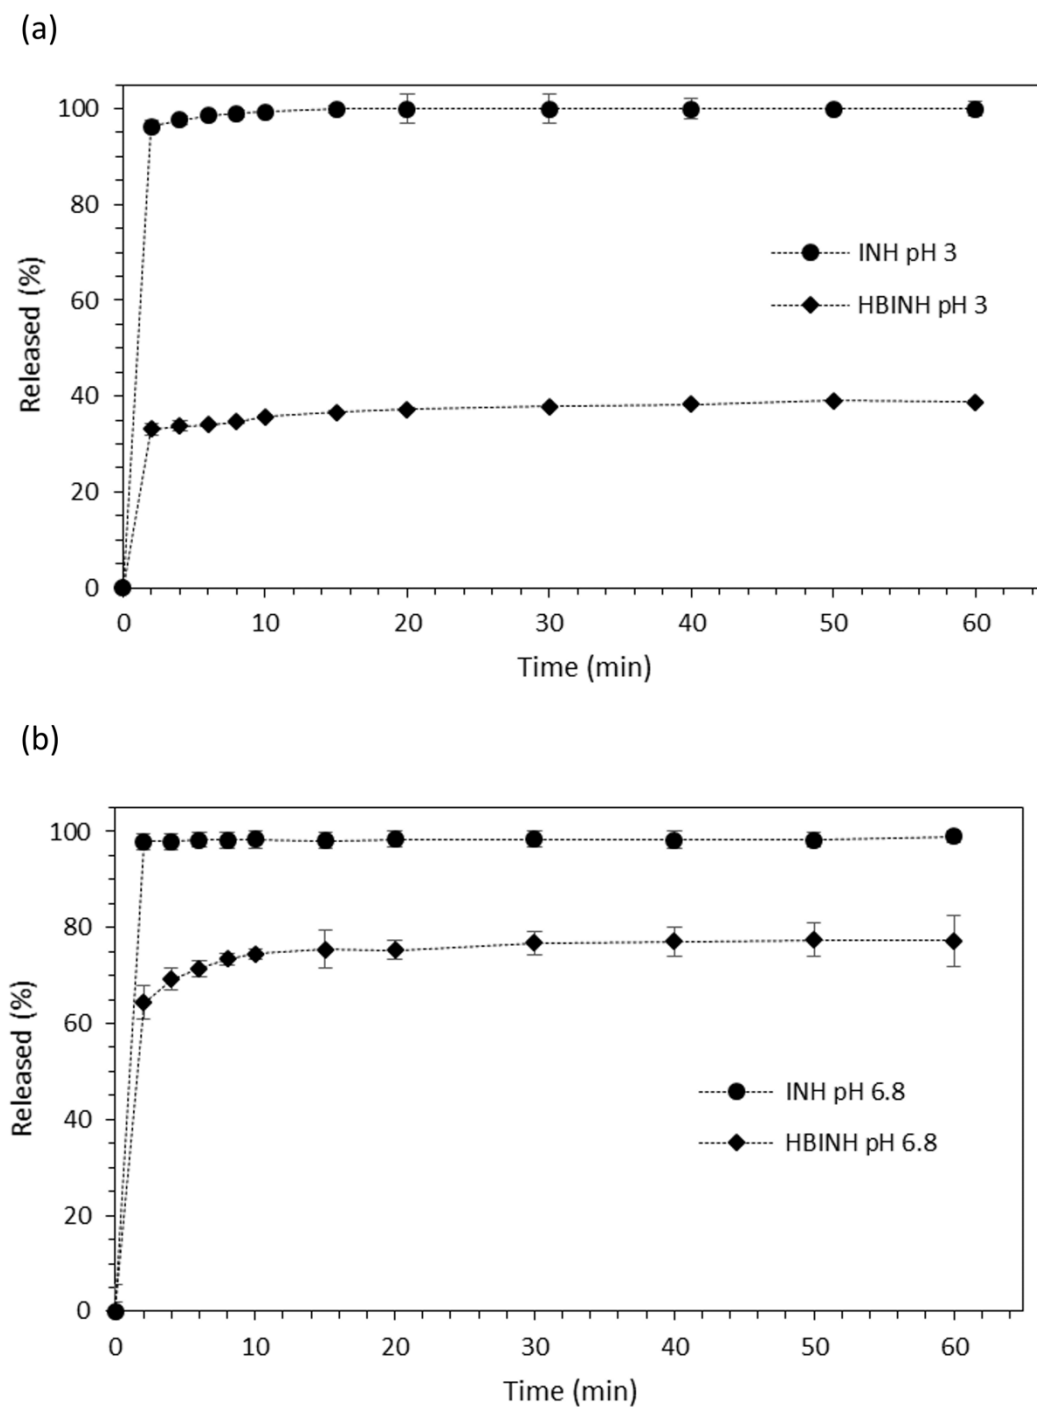 (a)
100
80
60
40
20
0
Released (%)
INH pH 3
HBINH pH 3
0 10 20 30 40 50 60
Time (min)
(b)
100
80
60
40
20
0
Released (%)
INH pH 6.8
HBINH pH 6.8
0 10 20 30 40 50 60
Time (min)